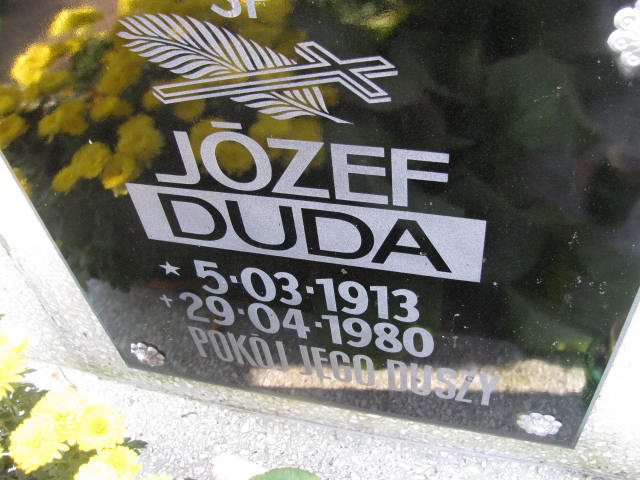 JÓZEF
DUDA
★ 5·03·1913
✝ 29·04·1980
POKÓJ JEGO DUSZY